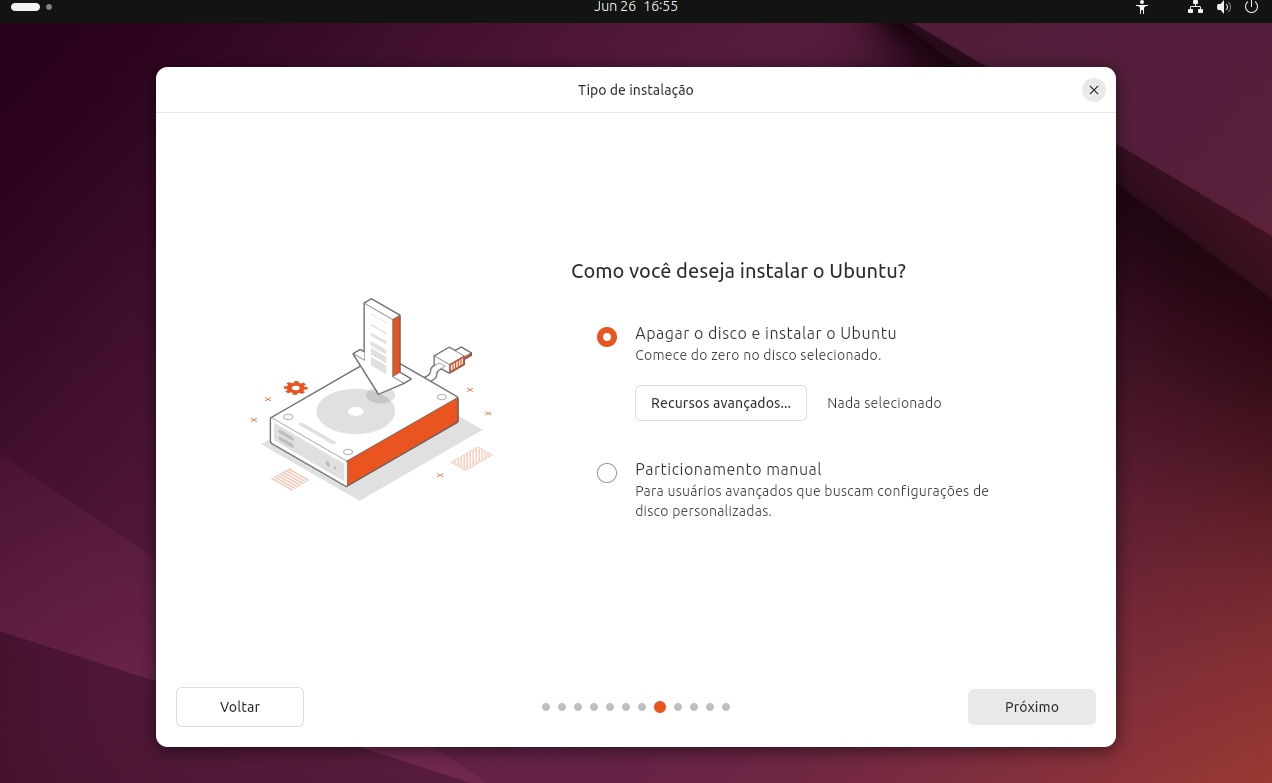 Jun 26 16:55
Tipo de instalação
Como você deseja instalar o Ubuntu?
Apagar o disco e instalar o Ubuntu
Comece do zero no disco selecionado.
Recursos avançados... Nada selecionado
Particionamento manual
Para usuários avançados que buscam configurações de
disco personalizadas.
Voltar
Próximo